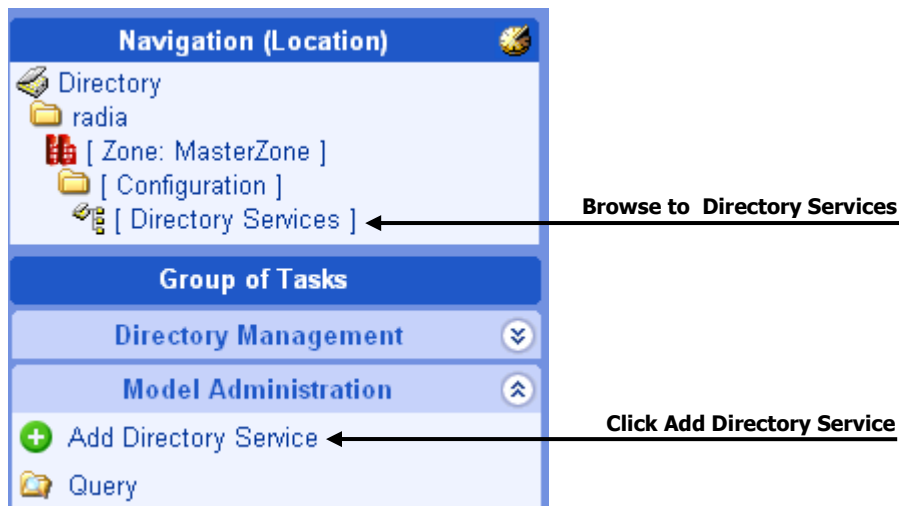 Navigation (Location)
Directory
radia
[ Zone: MasterZone ]
[ Configuration ]
[ Directory Services ]
Browse to Directory Services
Group of Tasks
Directory Management
Model Administration
Add Directory Service
Click Add Directory Service
Query